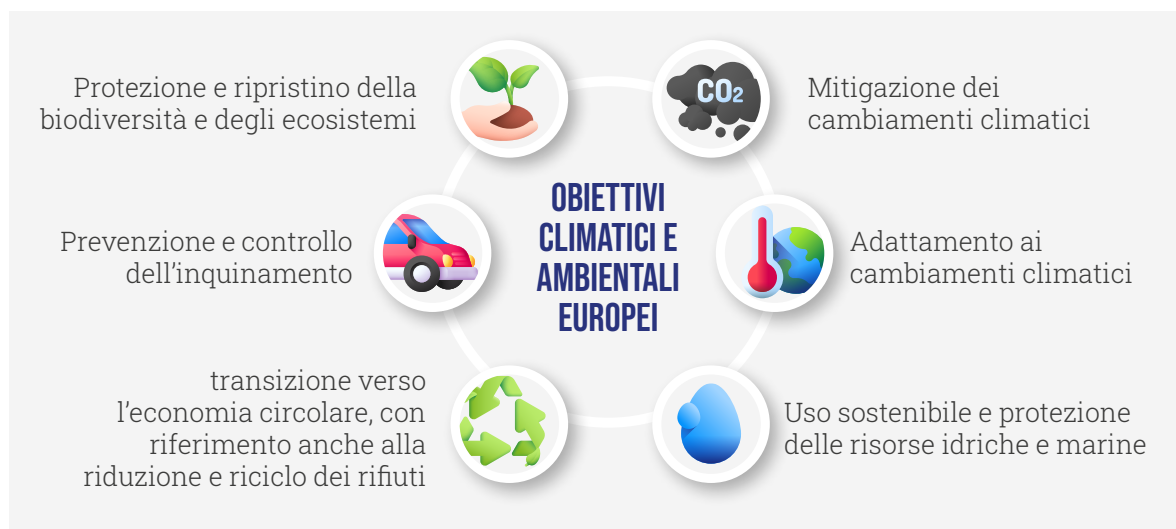 Protezione e ripristino della
biodiversità e degli ecosistemi
CO₂
Mitigazione dei
cambiamenti climatici
OBIETTIVI
CLIMATICI E
AMBIENTALI
EUROPEI
Prevenzione e controllo
dell'inquinamento
Adattamento ai
cambiamenti climatici
transizione verso
l'economia circolare, con
riferimento anche alla
riduzione e riciclo dei rifiuti
Uso sostenibile e protezione
delle risorse idriche e marine